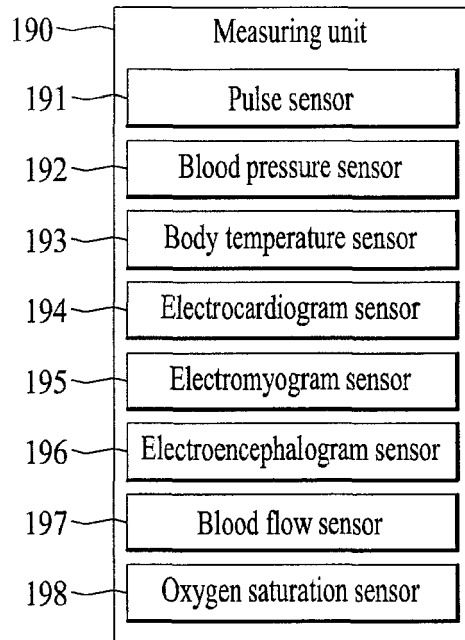 190 Measuring unit
191 Pulse sensor
192 Blood pressure sensor
193 Body temperature sensor
194 Electrocardiogram sensor
195 Electromyogram sensor
196 Electroencephalogram sensor
197 Blood flow sensor
198 Oxygen saturation sensor